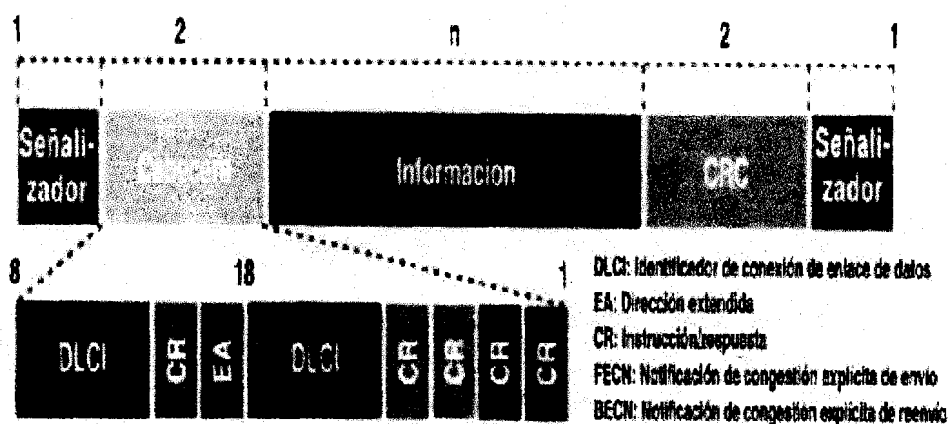 1 2 n 2 1
Señali-
zador
Cabecera
Información
CRC
Señali-
zador
8 18 1
DLCI CR EA DLCI CR CR CR CR
DLCI: Identificador de conexión de enlace de datos
EA: Dirección extendida
CR: Instrucción/respuesta
FECN: Notificación de congestión explícita de envío
BECN: Notificación de congestión explícita de reenvío